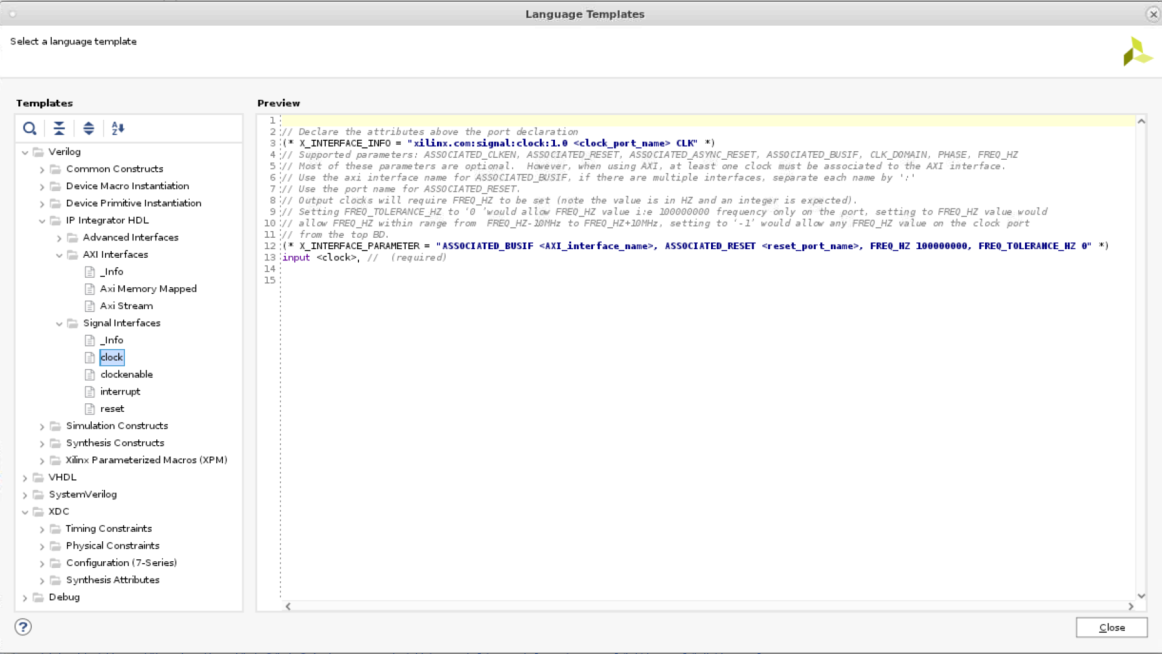 Language Templates
Select a language template
Templates
Verilog
Common Constructs
Device Macro Instantiation
Device Primitive Instantiation
IP Integrator HDL
Advanced Interfaces
AXI Interfaces
_Info
Axi Memory Mapped
Axi Stream
Signal Interfaces
_Info
clock
clockenable
interrupt
reset
Simulation Constructs
Synthesis Constructs
Xilinx Parameterized Macros (XPM)
VHDL
SystemVerilog
XDC
Timing Constraints
Physical Constraints
Configuration (7-Series)
Synthesis Attributes
Debug
Preview
1
2 // Declare the attributes above the port declaration
3 (* X_INTERFACE_INFO = "xilinx.com:signal:clock:1.0 <clock_port_name> CLK" *)
4 // Supported parameters: ASSOCIATED_CLKEN, ASSOCIATED_RESET, ASSOCIATED_ASYNC_RESET, ASSOCIATED_BUSIF, CLK_DOMAIN, PHASE, FREQ_HZ
5 // Most of these parameters are optional. However, when using AXI, at least one clock must be associated to the AXI interface.
6 // Use the axi interface name for ASSOCIATED_BUSIF, if there are multiple interfaces, separate each name by ':'
7 // Use the port name for ASSOCIATED_RESET.
8 // Output clocks will require FREQ_HZ to be set (note the value is in HZ and an integer is expected).
9 // Setting FREQ_TOLERANCE_HZ to '0 'would allow FREQ_HZ value i:e 100000000 frequency only on the port, setting to FREQ_HZ value would
10 // allow FREQ_HZ within range from FREQ_HZ-10MHz to FREQ_HZ+10MHz, setting to '-1' would allow any FREQ_HZ value on the clock port
11 // from the top BD.
12 (* X_INTERFACE_PARAMETER = "ASSOCIATED_BUSIF <AXI_interface_name>, ASSOCIATED_RESET <reset_port_name>, FREQ_HZ 100000000, FREQ_TOLERANCE_HZ 0" *)
13 input <clock>, // (required)
14
15
? Close